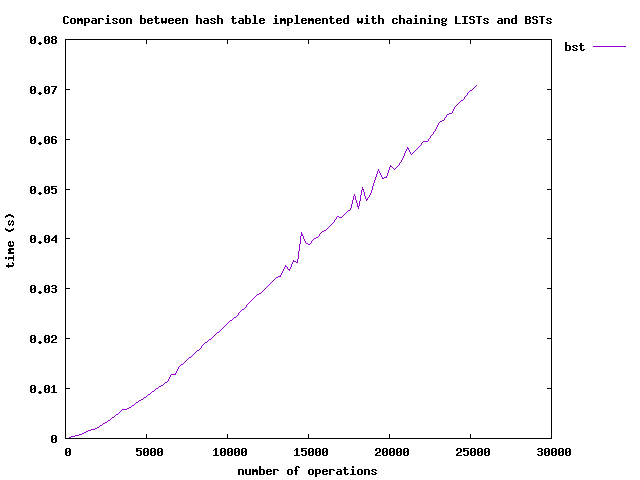 Comparison between hash table implemented with chaining LISTs and BSTs
bst
0.08
0.07
0.06
0.05
0.04
0.03
0.02
0.01
0
time (s)
0 5000 10000 15000 20000 25000 30000
number of operations